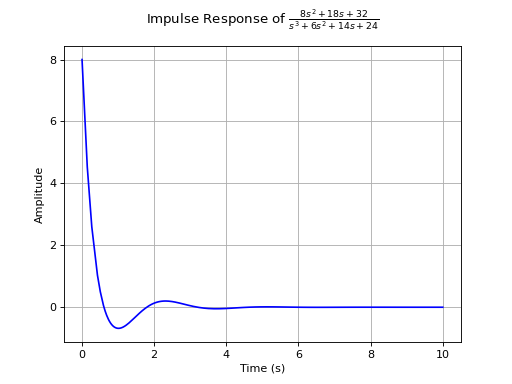 Impulse Response of \frac{8s^2+18s+32}{s^3+6s^2+14s+24}
8
6
4
2
0
Amplitude
0 2 4 6 8 10
Time (s)